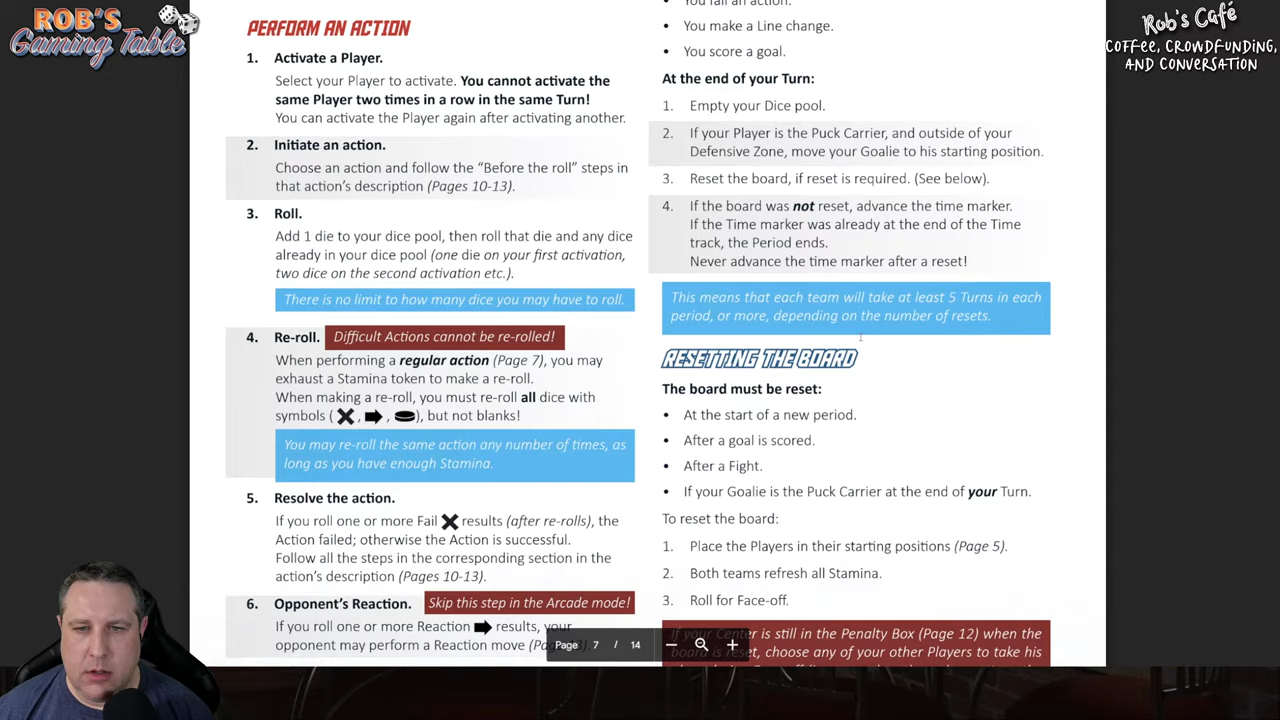 ROB'S
Gaming Table
Rob's Café
COFFEE, CROWDFUNDING,
AND CONVERSATION
PERFORM AN ACTION
1. Activate a Player.
Select your Player to activate. You cannot activate the
same Player two times in a row in the same Turn!
You can activate the Player again after activating another.
2. Initiate an action.
Choose an action and follow the “Before the roll” steps in
that action's description (Pages 10-13).
3. Roll.
Add 1 die to your dice pool, then roll that die and any dice
already in your dice pool (one die on your first activation,
two dice on the second activation etc.).
There is no limit to how many dice you may have to roll.
4. Re-roll. Difficult Actions cannot be re-rolled!
When performing a regular action (Page 7), you may
exhaust a Stamina token to make a re-roll.
When making a re-roll, you must re-roll all dice with
symbols ( , , ), but not blanks!
You may re-roll the same action any number of times, as
long as you have enough Stamina.
5. Resolve the action.
If you roll one or more Fail results (after re-rolls), the
Action failed; otherwise the Action is successful.
Follow all the steps in the corresponding section in the
action's description (Pages 10-13).
6. Opponent's Reaction. Skip this step in the Arcade mode!
If you roll one or more Reaction results, your
opponent may perform a Reaction move
You fail an action.
• You make a Line change.
• You score a goal.
At the end of your Turn:
1. Empty your Dice pool.
2. If your Player is the Puck Carrier, and outside of your
Defensive Zone, move your Goalie to his starting position.
3. Reset the board, if reset is required. (See below).
4. If the board was not reset, advance the time marker.
If the Time marker was already at the end of the Time
track, the Period ends.
Never advance the time marker after a reset!
This means that each team will take at least 5 Turns in each
period, or more, depending on the number of resets.
RESETTING THE BOARD
The board must be reset:
• At the start of a new period.
• After a goal is scored.
• After a Fight.
• If your Goalie is the Puck Carrier at the end of your Turn.
To reset the board:
1. Place the Players in their starting positions (Page 5).
2. Both teams refresh all Stamina.
3. Roll for Face-off.
If your Center is still in the Penalty Box (Page 12) when the
board is reset, choose any of your other Players to take his
Page 7 / 14